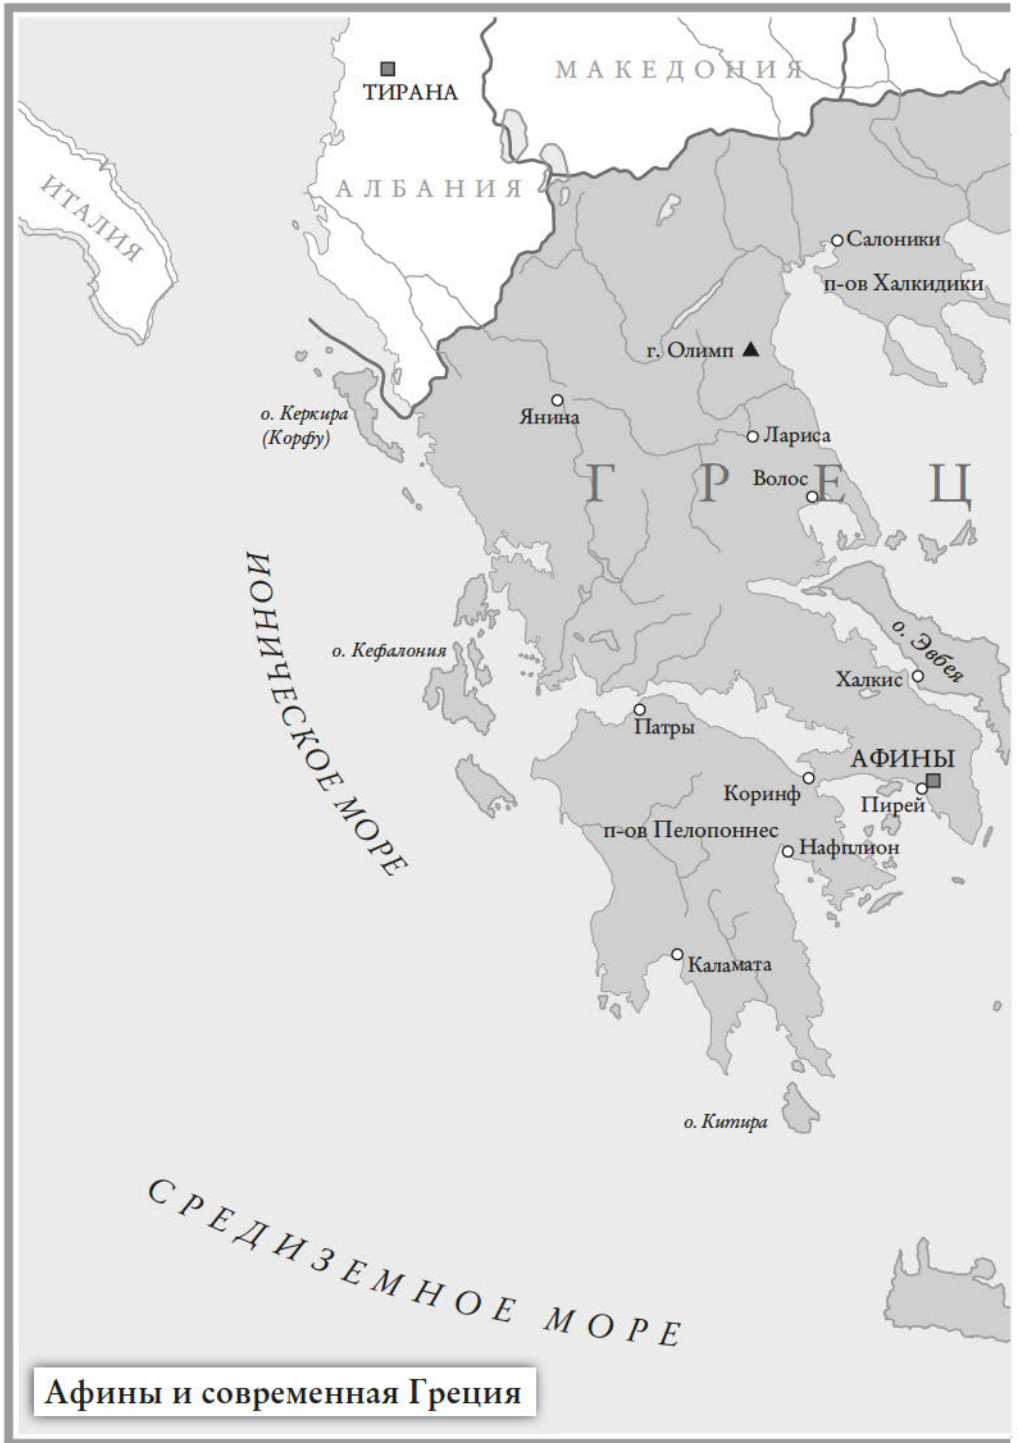 МАКЕДОНИЯ
ТИРАНА
АЛБАНИЯ
ИТАЛИЯ
Салоники
п-ов Халкидики
г. Олимп
о. Керкира
(Корфу)
Янина
Лариса
Волос
ГРЕЦ
ИОНИЧЕСКОЕ МОРЕ
о. Эвбея
о. Кефалония
Халкис
Патры
АФИНЫ
Коринф
Пирей
п-ов Пелопоннес
Нафплион
Каламата
о. Китира
СРЕДИЗЕМНОЕ МОРЕ
Афины и современная Греция